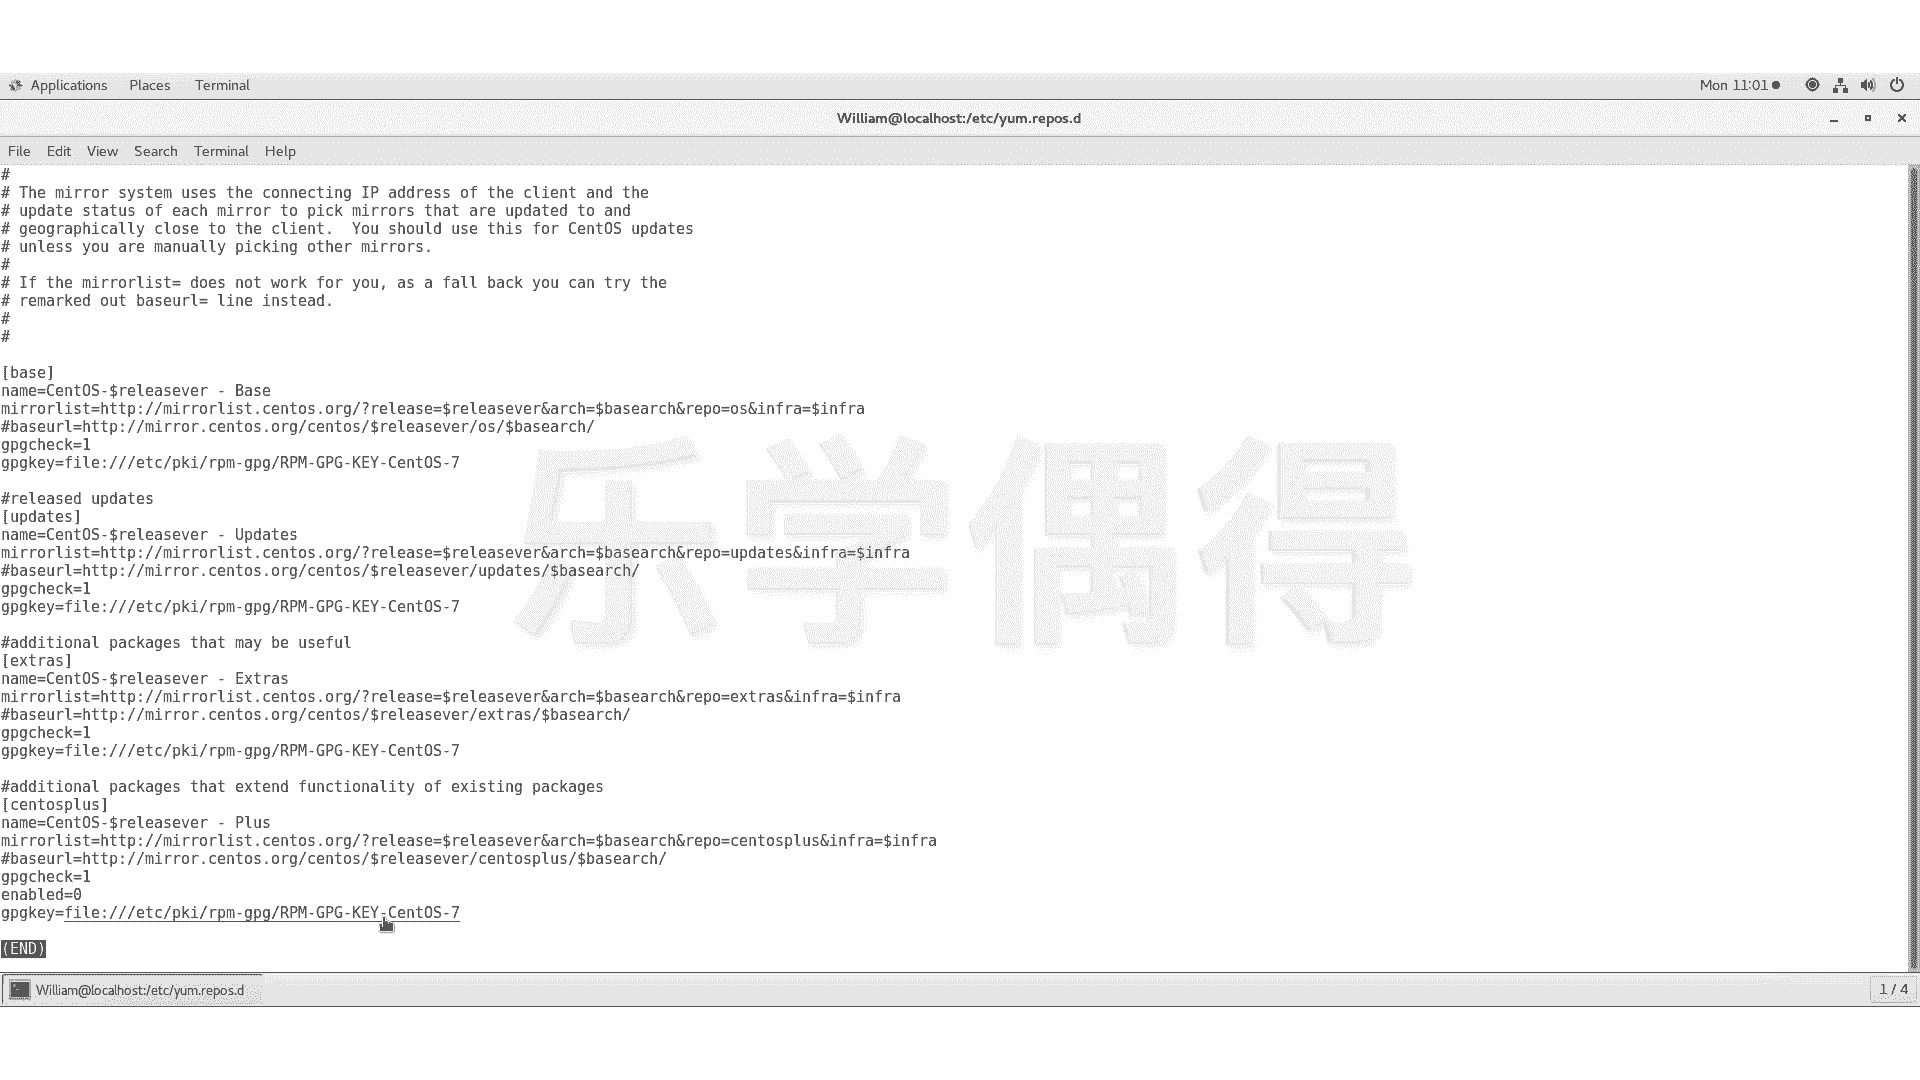 Applications Places Terminal Mon 11:01
William@localhost:/etc/yum.repos.d
File Edit View Search Terminal Help
#
# The mirror system uses the connecting IP address of the client and the
# update status of each mirror to pick mirrors that are updated to and
# geographically close to the client.  You should use this for CentOS updates
# unless you are manually picking other mirrors.
#
# If the mirrorlist= does not work for you, as a fall back you can try the
# remarked out baseurl= line instead.
#
#
[base]
name=CentOS-$releasever - Base
mirrorlist=http://mirrorlist.centos.org/?release=$releasever&arch=$basearch&repo=os&infra=$infra
#baseurl=http://mirror.centos.org/centos/$releasever/os/$basearch/
gpgcheck=1
gpgkey=file:///etc/pki/rpm-gpg/RPM-GPG-KEY-CentOS-7
#released updates
[updates]
name=CentOS-$releasever - Updates
mirrorlist=http://mirrorlist.centos.org/?release=$releasever&arch=$basearch&repo=updates&infra=$infra
#baseurl=http://mirror.centos.org/centos/$releasever/updates/$basearch/
gpgcheck=1
gpgkey=file:///etc/pki/rpm-gpg/RPM-GPG-KEY-CentOS-7
#additional packages that may be useful
[extras]
name=CentOS-$releasever - Extras
mirrorlist=http://mirrorlist.centos.org/?release=$releasever&arch=$basearch&repo=extras&infra=$infra
#baseurl=http://mirror.centos.org/centos/$releasever/extras/$basearch/
gpgcheck=1
gpgkey=file:///etc/pki/rpm-gpg/RPM-GPG-KEY-CentOS-7
#additional packages that extend functionality of existing packages
[centosplus]
name=CentOS-$releasever - Plus
mirrorlist=http://mirrorlist.centos.org/?release=$releasever&arch=$basearch&repo=centosplus&infra=$infra
#baseurl=http://mirror.centos.org/centos/$releasever/centosplus/$basearch/
gpgcheck=1
enabled=0
gpgkey=file:///etc/pki/rpm-gpg/RPM-GPG-KEY-CentOS-7
(END)
William@localhost:/etc/yum.repos.d 1 / 4
乐学偶得